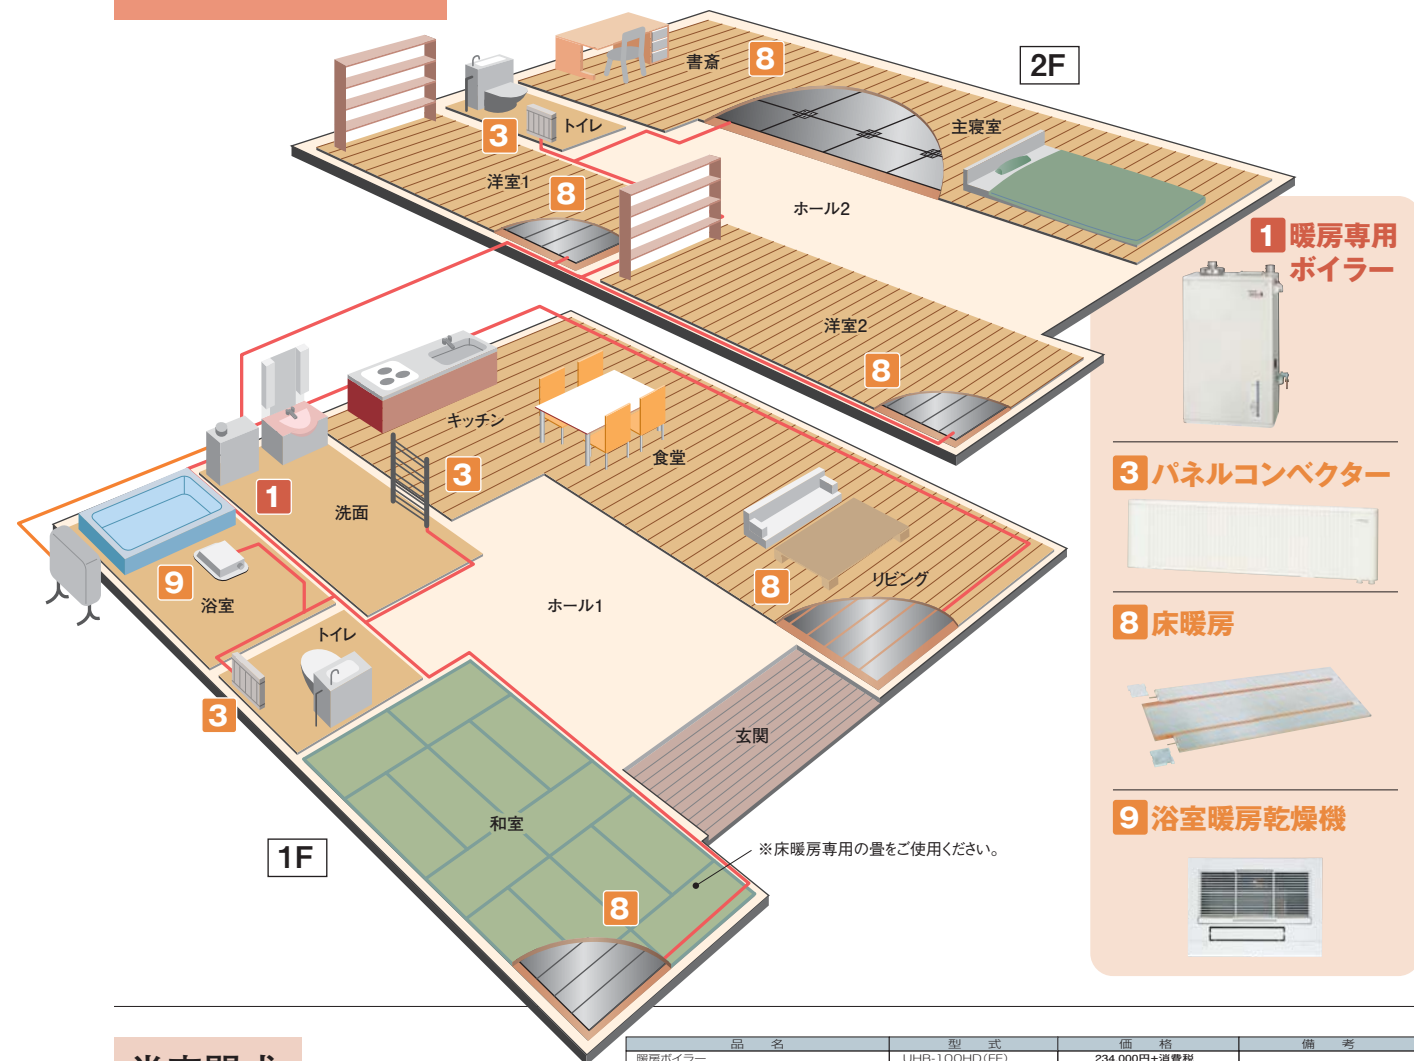 2F
書斎
8
主寝室
トイレ
3
洋室1
8
ホール2
洋室2
8
1 暖房専用
ボイラー
3 パネルコンベクター
8 床暖房
9 浴室暖房乾燥機
キッチン
3
食堂
1
洗面
リビング
8
9
浴室
ホール1
トイレ
3
玄関
和室
※床暖房専用の畳をご使用ください。
1F
8
品 名 型 式 価 格 備 考
暖房ボイラー UHB-100HD(FF) 234,000円+消費税